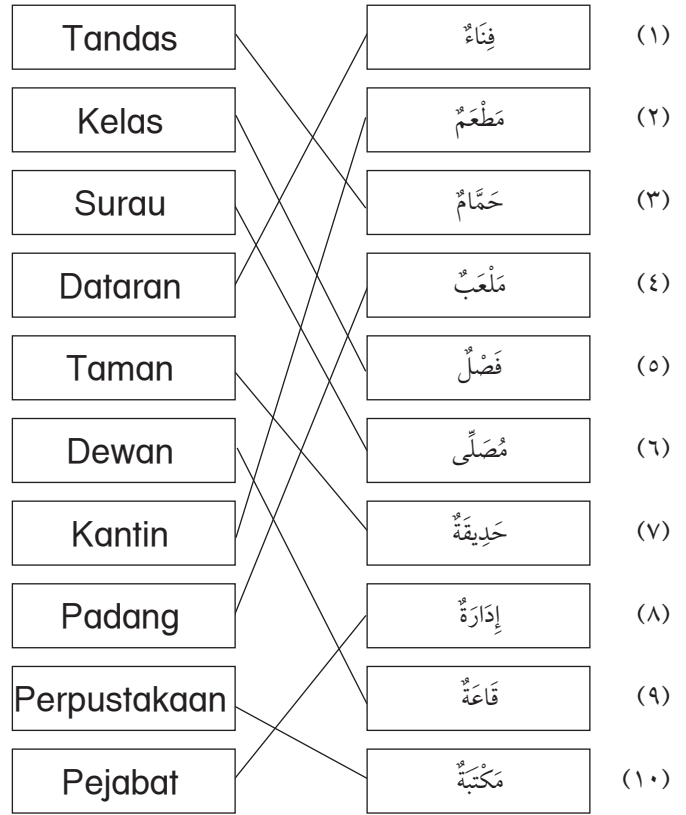 Tandas فِنَاءٌ (١)
Kelas مَطْعَمٌ (٢)
Surau حَمَّامٌ (٣)
Dataran مَلْعَبٌ (٤)
Taman فَصْلٌ (٥)
Dewan مُصَلِّى (٦)
Kantin حَدِيقَةٌ (٧)
Padang إِدَارَةٌ (٨)
Perpustakaan قَاعَةٌ (٩)
Pejabat مَكْتَبَةٌ (١٠)